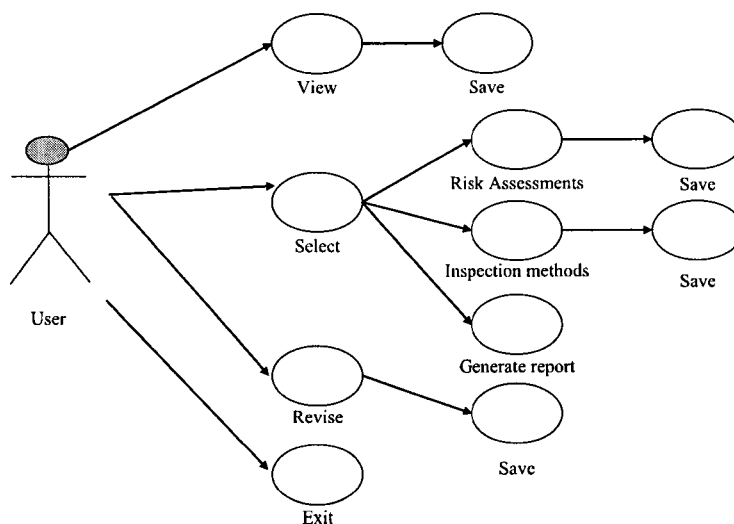 View
Save
Risk Assessments
Save
Select
Inspection methods
Save
User
Generate report
Revise
Save
Exit